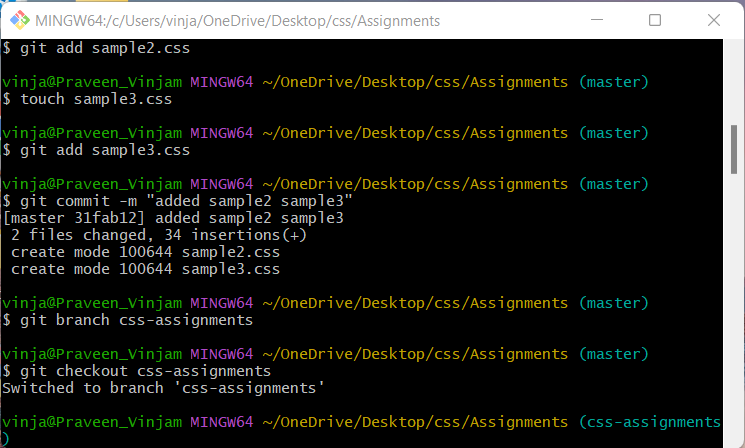 MINGW64:/c/Users/vinja/OneDrive/Desktop/css/Assignments
$ git add sample2.css
vinja@Praveen_Vinjam MINGW64 ~/OneDrive/Desktop/css/Assignments (master)
$ touch sample3.css
vinja@Praveen_Vinjam MINGW64 ~/OneDrive/Desktop/css/Assignments (master)
$ git add sample3.css
vinja@Praveen_Vinjam MINGW64 ~/OneDrive/Desktop/css/Assignments (master)
$ git commit -m "added sample2 sample3"
[master 31fab12] added sample2 sample3
 2 files changed, 34 insertions(+)
 create mode 100644 sample2.css
 create mode 100644 sample3.css
vinja@Praveen_Vinjam MINGW64 ~/OneDrive/Desktop/css/Assignments (master)
$ git branch css-assignments
vinja@Praveen_Vinjam MINGW64 ~/OneDrive/Desktop/css/Assignments (master)
$ git checkout css-assignments
Switched to branch 'css-assignments'
vinja@Praveen_Vinjam MINGW64 ~/OneDrive/Desktop/css/Assignments (css-assignments
)